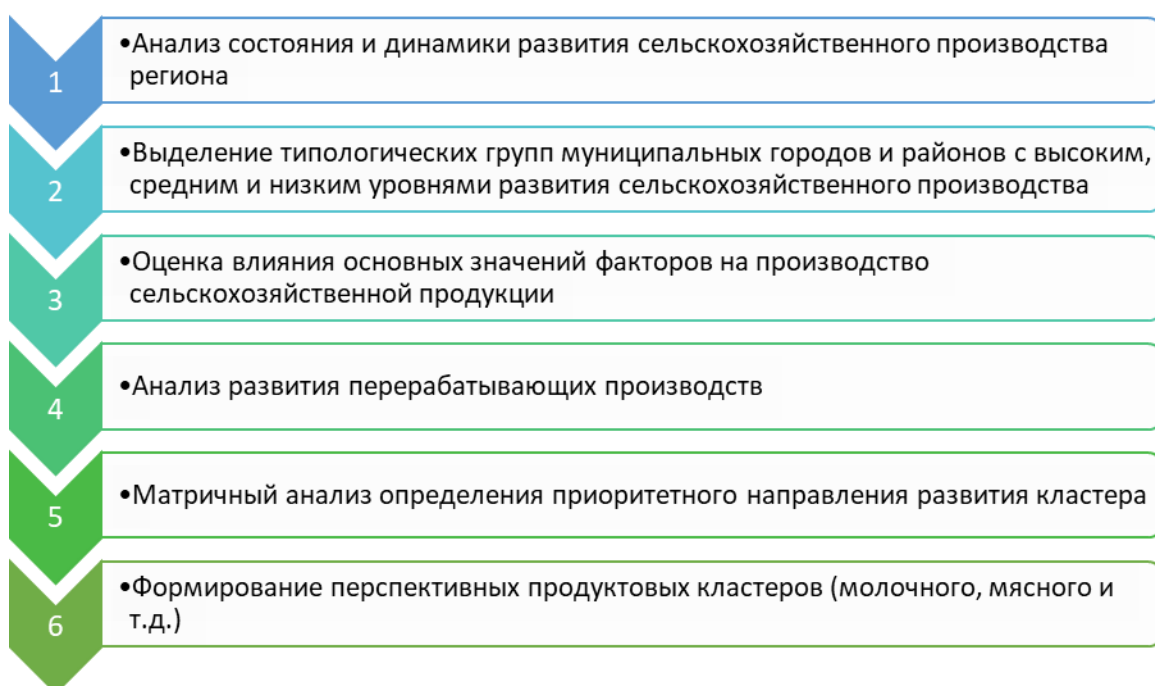 1
•Анализ состояния и динамики развития сельскохозяйственного производства
региона
2
•Выделение типологических групп муниципальных городов и районов с высоким,
средним и низким уровнями развития сельскохозяйственного производства
3
•Оценка влияния основных значений факторов на производство
сельскохозяйственной продукции
4
•Анализ развития перерабатывающих производств
5
•Матричный анализ определения приоритетного направления развития кластера
6
•Формирование перспективных продуктовых кластеров (молочного, мясного и
т.д.)